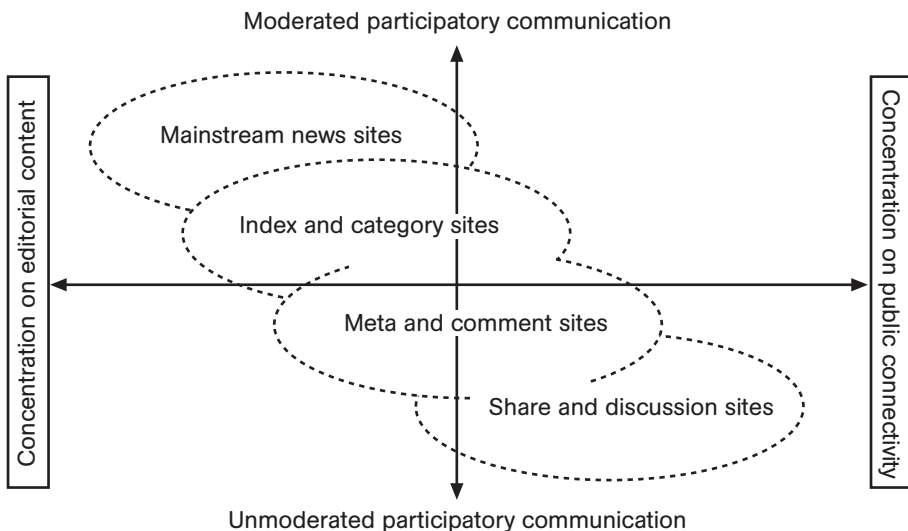 Moderated participatory communication
Concentration on editorial content
Concentration on public connectivity
Mainstream news sites
Index and category sites
Meta and comment sites
Share and discussion sites
Unmoderated participatory communication